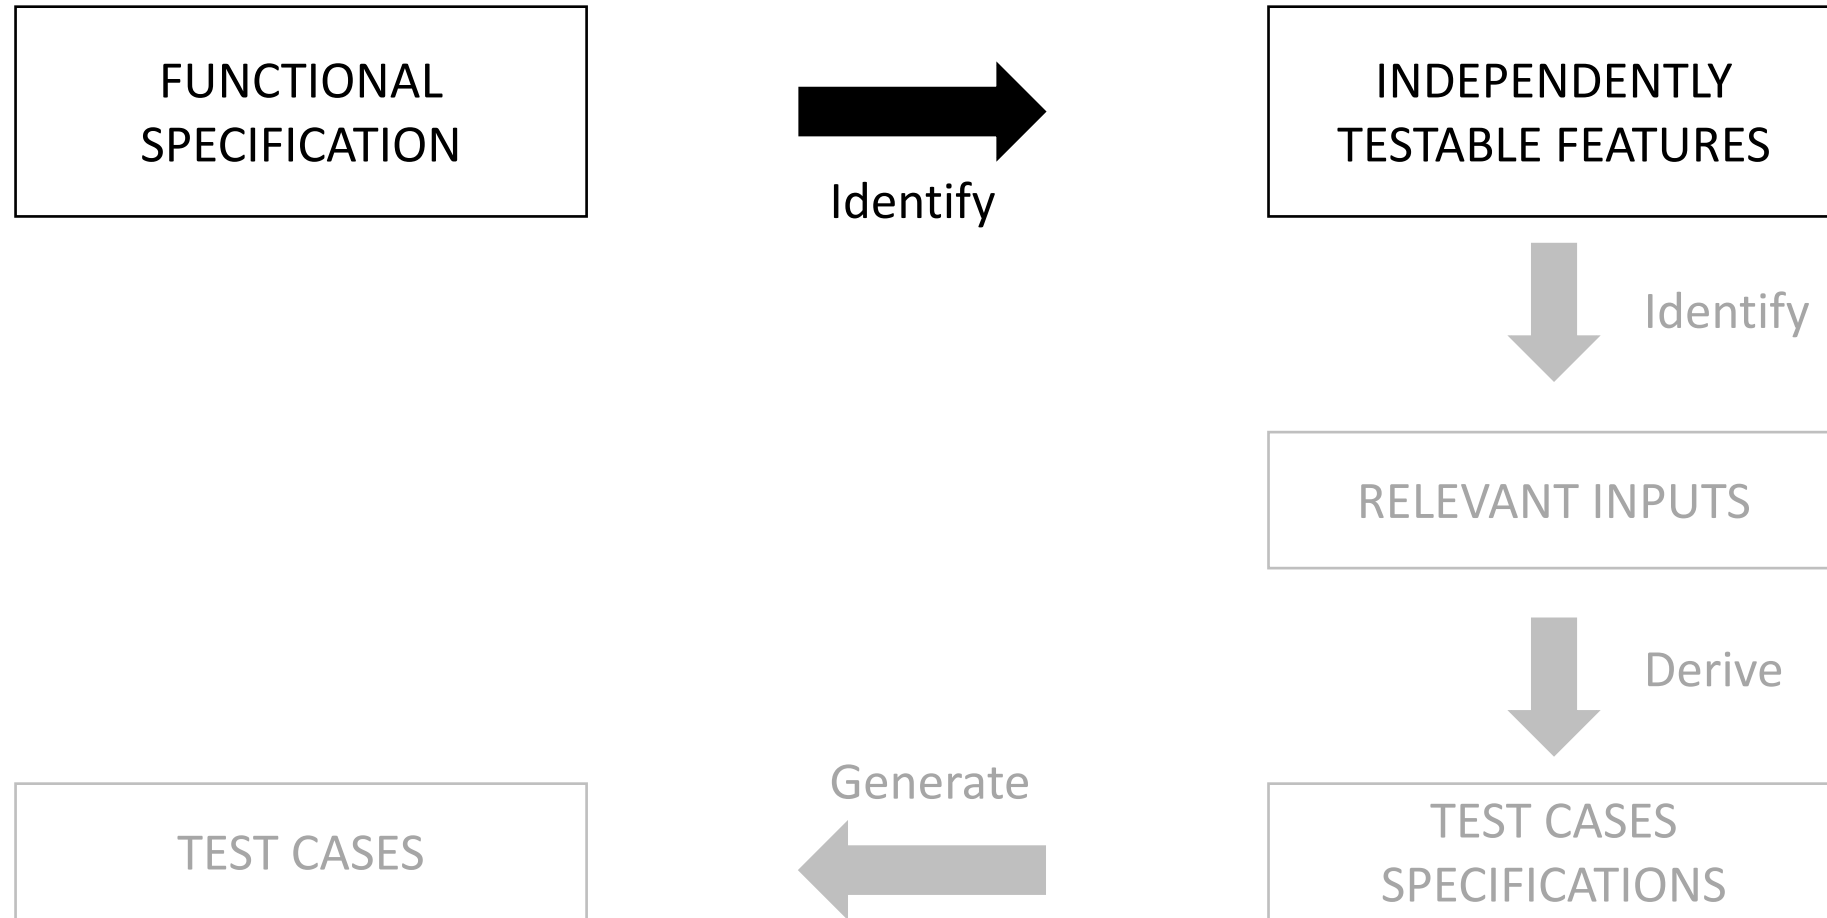 FUNCTIONAL
SPECIFICATION
Identify
INDEPENDENTLY
TESTABLE FEATURES
Identify
RELEVANT INPUTS
Derive
TEST CASES
SPECIFICATIONS
Generate
TEST CASES